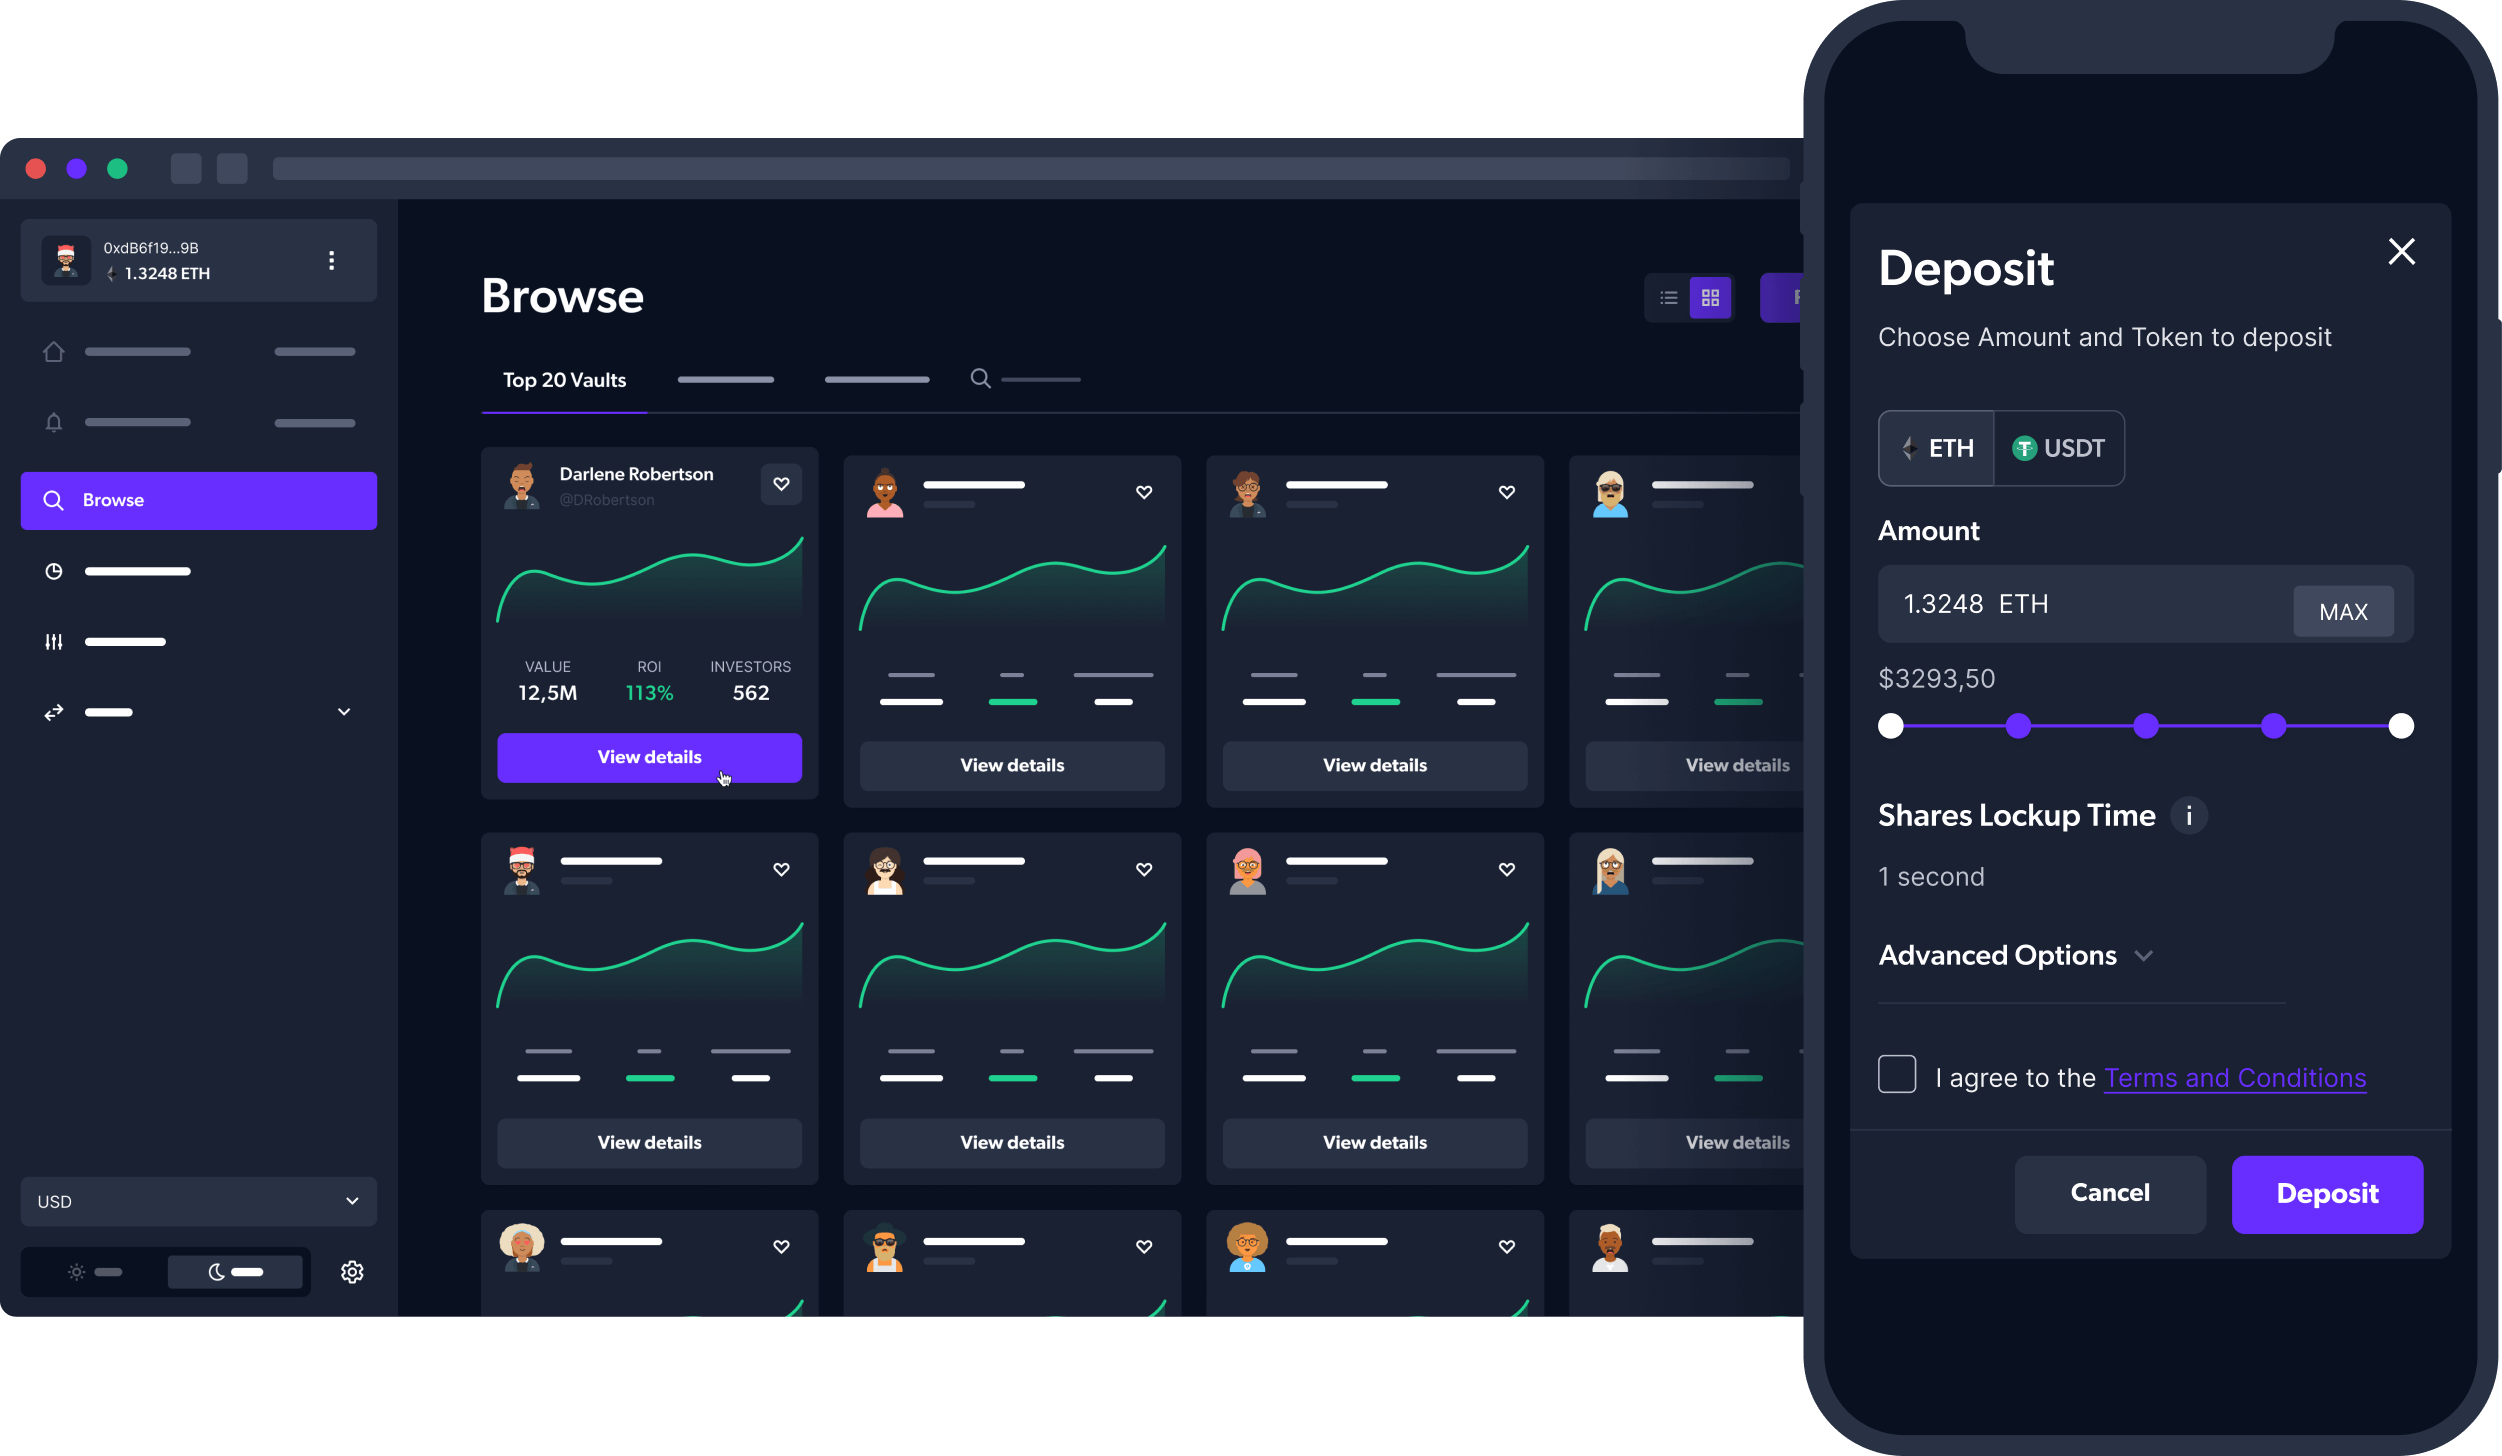 0xdB6f19...9B
1.3248 ETH
Browse
USD
Browse
Top 20 Vaults
Darlene Robertson
@DRobertson
VALUE ROI INVESTORS
12,5M 113% 562
View details
View details
View details
View details
View details
View details
View details
View details
Deposit
Choose Amount and Token to deposit
ETH USDT
Amount
1.3248 ETH MAX
$3293,50
Shares Lockup Time i
1 second
Advanced Options
I agree to the Terms and Conditions
Cancel Deposit